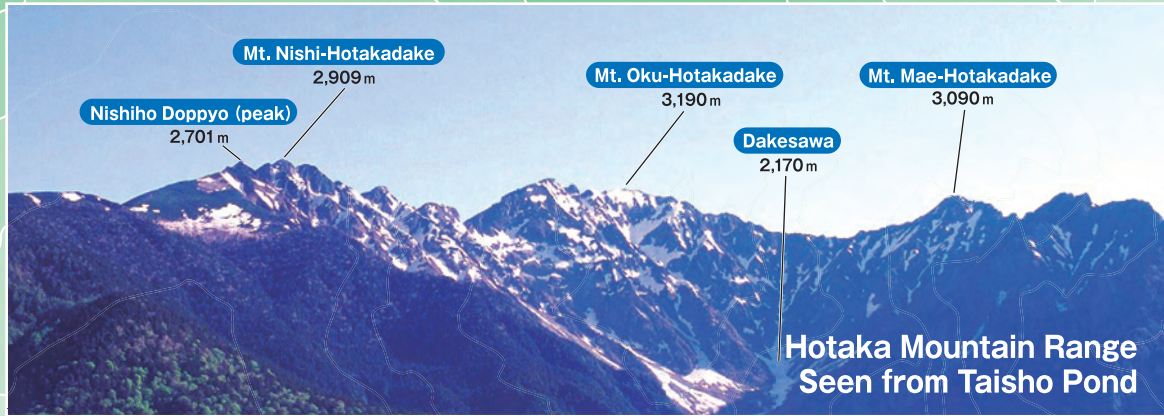 Mt. Nishi-Hotakadake
2,909 m
Nishiho Doppyo (peak)
2,701 m
Mt. Oku-Hotakadake
3,190 m
Mt. Mae-Hotakadake
3,090 m
Dakesawa
2,170 m
Hotaka Mountain Range
Seen from Taisho Pond